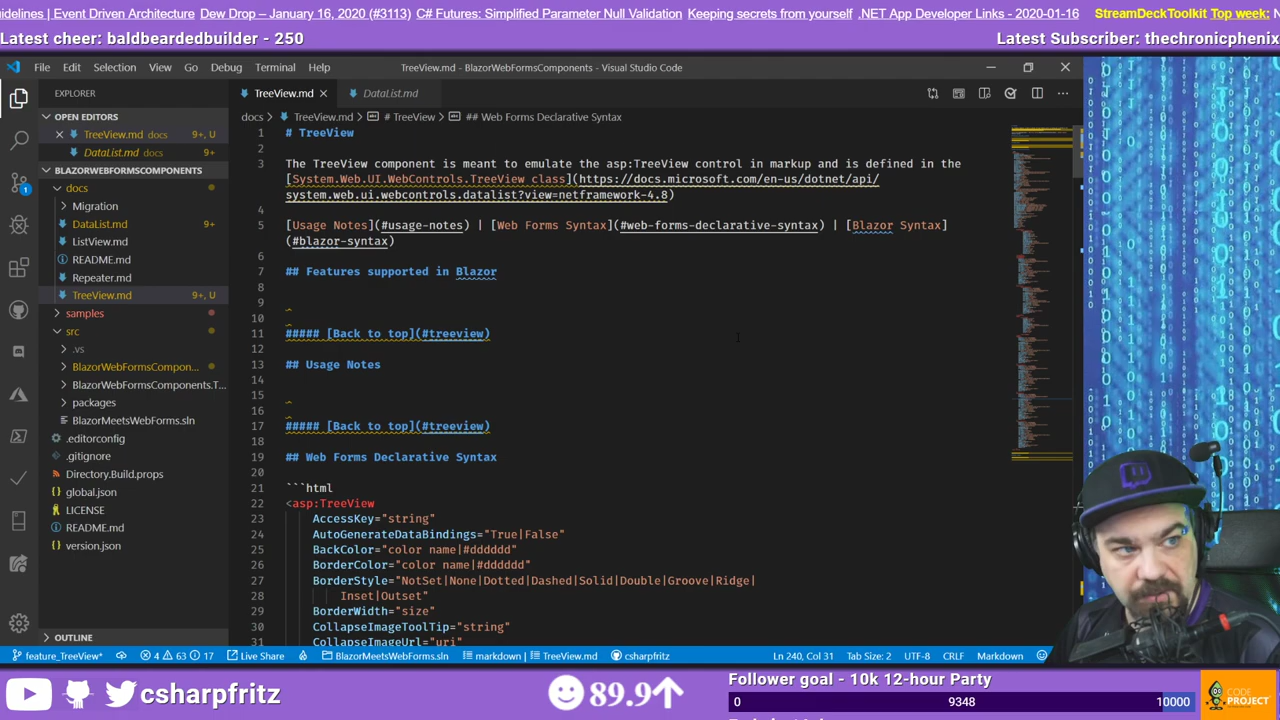 idelines | Event Driven Architecture Dew Drop – January 16, 2020 (#3113) C# Futures: Simplified Parameter Null Validation Keeping secrets from yourself .NET App Developer Links - 2020-01-16 StreamDeckToolkit Top week: N
Latest cheer: baldbeardedbuilder - 250
Latest Subscriber: thechronicphenix
File Edit Selection View Go Debug Terminal Help
TreeView.md - BlazorWebFormsComponents - Visual Studio Code
EXPLORER
TreeView.md
DataList.md
OPEN EDITORS
TreeView.md docs 9+, U
DataList.md docs 9+
BLAZORWEBFORMSCOMPONENTS
docs
Migration
DataList.md 9+
ListView.md
README.md
Repeater.md
TreeView.md 9+, U
samples
src
.vs
BlazorWebFormsCompon...
BlazorWebFormsComponents.T...
packages
BlazorMeetsWebForms.sln
.editorconfig
.gitignore
Directory.Build.props
global.json
LICENSE
README.md
version.json
OUTLINE
docs > TreeView.md > # TreeView > ## Web Forms Declarative Syntax
1 # TreeView
2
3 The TreeView component is meant to emulate the asp:TreeView control in markup and is defined in the
[System.Web.UI.WebControls.TreeView class](https://docs.microsoft.com/en-us/dotnet/api/
system.web.ui.webcontrols.datalist?view=netframework-4.8)
4
5 [Usage Notes](#usage-notes) | [Web Forms Syntax](#web-forms-declarative-syntax) | [Blazor Syntax]
(#blazor-syntax)
6
7 ## Features supported in Blazor
8
9
10
11 ##### [Back to top](#treeview)
12
13 ## Usage Notes
14
15
16
17 ##### [Back to top](#treeview)
18
19 ## Web Forms Declarative Syntax
20
21 ```html
22 <asp:TreeView
23 AccessKey="string"
24 AutoGenerateDataBindings="True|False"
25 BackColor="color name|#dddddd"
26 BorderColor="color name|#dddddd"
27 BorderStyle="NotSet|None|Dotted|Dashed|Solid|Double|Groove|Ridge|
28 Inset|Outset"
29 BorderWidth="size"
30 CollapseImageToolTip="string"
31 CollapseImageUrl="uri"
feature_TreeView* 4 63 17 Live Share BlazorMeetsWebForms.sln markdown | TreeView.md csharpfritz Ln 240, Col 31 Tab Size: 2 UTF-8 CRLF Markdown
csharpfritz
89.9↑
Follower goal - 10k 12-hour Party
0 9348 10000
CODE
PROJECT